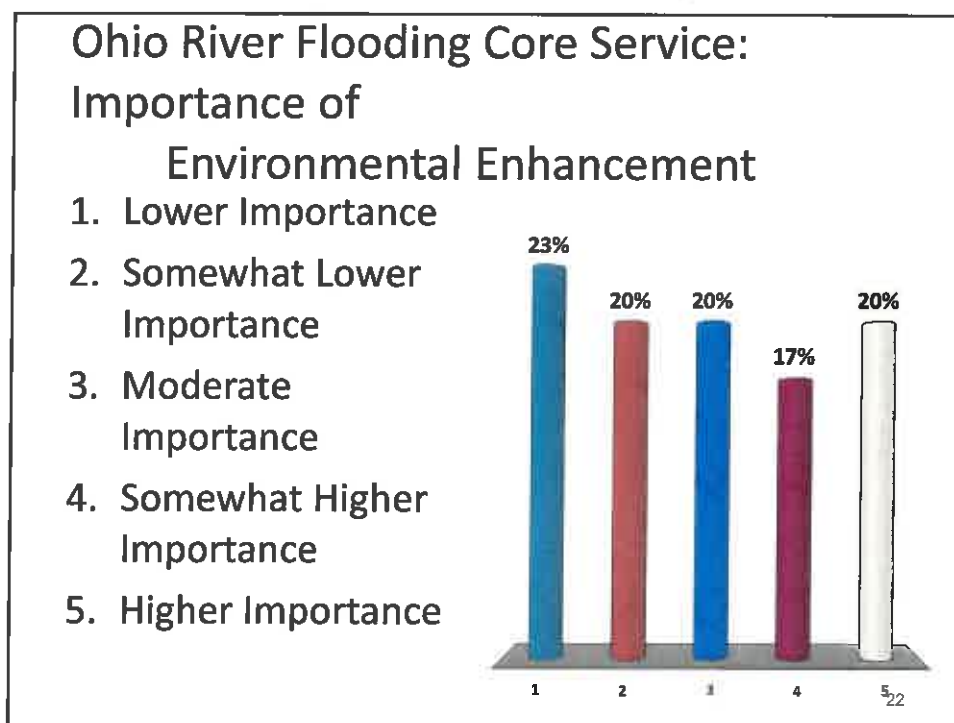 Ohio River Flooding Core Service:
Importance of
Environmental Enhancement
1. Lower Importance
2. Somewhat Lower
Importance
3. Moderate
Importance
4. Somewhat Higher
Importance
5. Higher Importance
23%
20%
20%
17%
20%
1
2
3
4
5
22